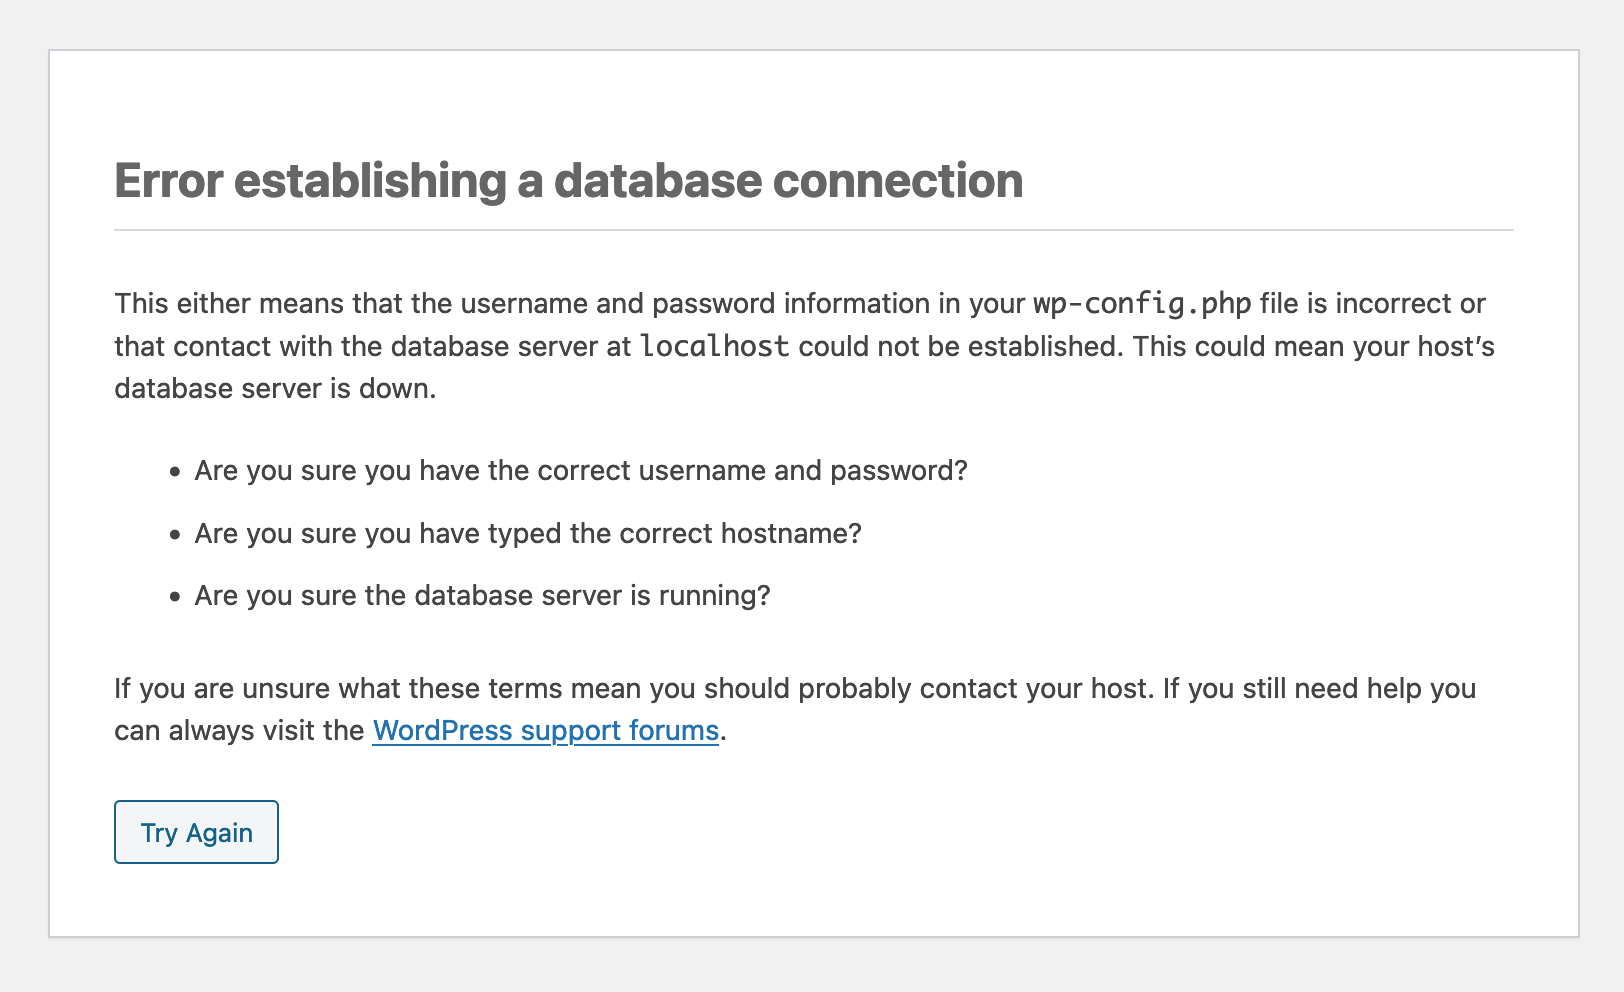 Error establishing a database connection
This either means that the username and password information in your wp-config.php file is incorrect or
that contact with the database server at localhost could not be established. This could mean your host’s
database server is down.
• Are you sure you have the correct username and password?
• Are you sure you have typed the correct hostname?
• Are you sure the database server is running?
If you are unsure what these terms mean you should probably contact your host. If you still need help you
can always visit the WordPress support forums.
Try Again